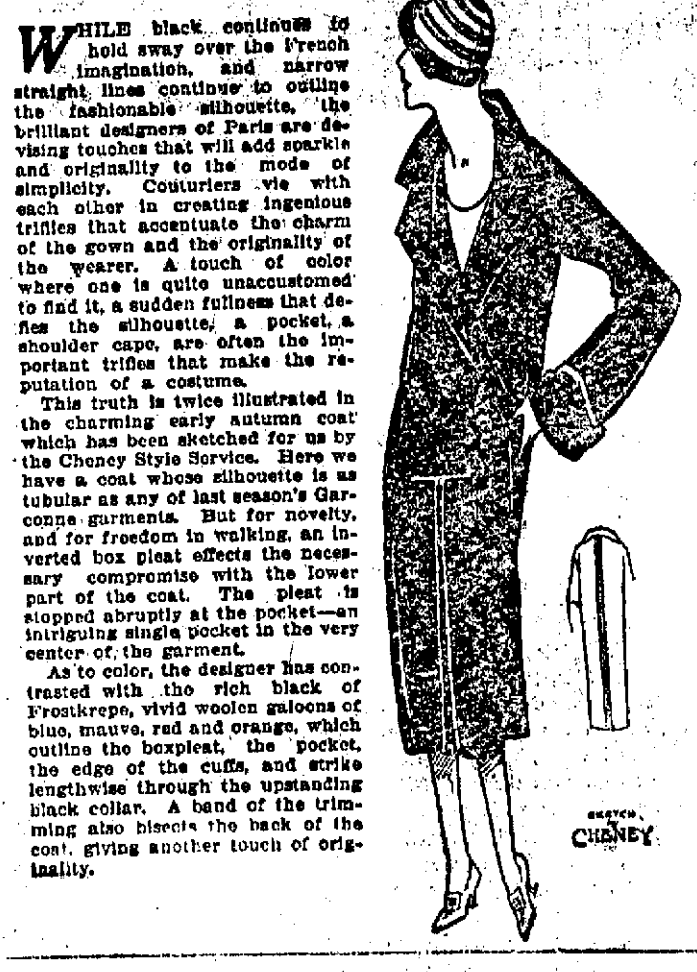 WHILE black continues to
hold sway over the French
imagination, and narrow
straight lines continue to outline
the fashionable silhouette, the
brilliant designers of Paris are de-
vising touches that will add sparkle
and originality to the mode of
simplicity. Couturiers vie with
each other in creating ingenious
trifles that accentuate the charm
of the gown and the originality of
the wearer. A touch of color
where one is quite unaccustomed
to find it, a sudden fullness that de-
fies the silhouette, a pocket, a
shoulder cape, are often the im-
portant trifles that make the re-
putation of a costume.
This truth is twice illustrated in
the charming early autumn coat
which has been sketched for us by
the Cheney Style Service. Here we
have a coat whose silhouette is as
tubular as any of last season's Gar-
conne garments. But for novelty,
and for freedom in walking, an in-
verted box pleat effects the neces-
sary compromise with the lower
part of the coat. The pleat is
stopped abruptly at the pocket—an
intriguing single pocket in the very
center of the garment.
As to color, the designer has con-
trasted with the rich black of
Frostkrepe, vivid woolen galoons of
blue, mauve, red and orange, which
outline the boxpleat, the pocket,
the edge of the cuffs, and strike
lengthwise through the upstanding
black collar. A band of the trim-
ming also bisects the back of the
coat, giving another touch of orig-
inality.
SKETCH
BY
CHENEY